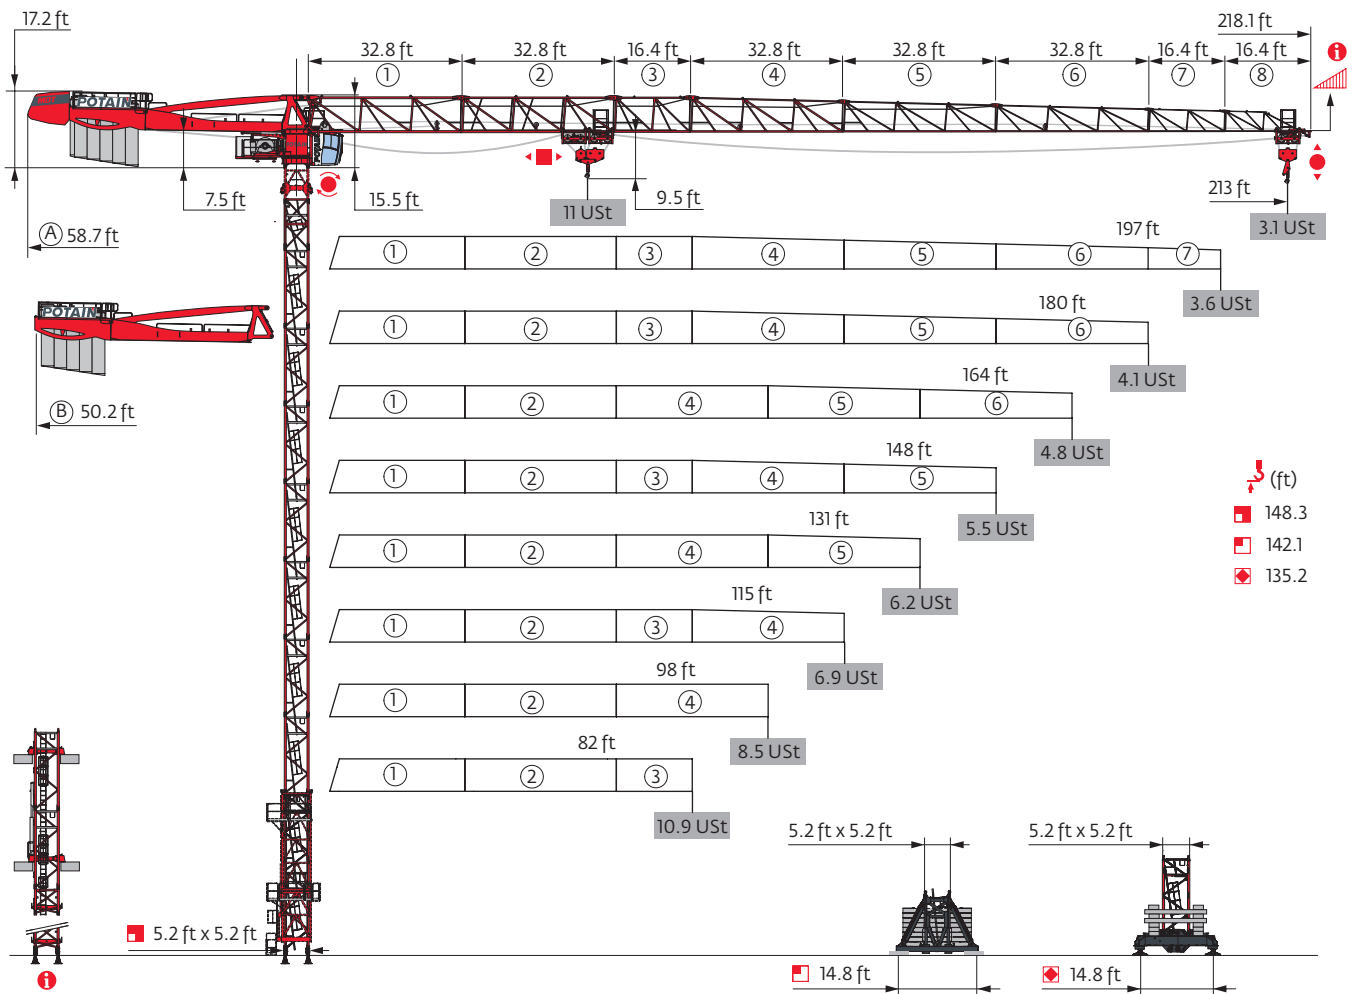 17.2 ft
218.1 ft
32.8 ft 32.8 ft 16.4 ft 32.8 ft 32.8 ft 32.8 ft 16.4 ft 16.4 ft
1 2 3 4 5 6 7 8
i
POTAIN
7.5 ft
15.5 ft
9.5 ft
213 ft
11 USt
3.1 USt
A 58.7 ft
197 ft
1 2 3 4 5 6 7
3.6 USt
POTAIN
180 ft
1 2 3 4 5 6
4.1 USt
B 50.2 ft
164 ft
1 2 4 5 6
4.8 USt
148 ft
1 2 3 4 5
5.5 USt
(ft)
148.3
142.1
135.2
131 ft
1 2 4 5
6.2 USt
115 ft
1 2 3 4
6.9 USt
98 ft
1 2 4
8.5 USt
82 ft
1 2 3
10.9 USt
5.2 ft x 5.2 ft
5.2 ft x 5.2 ft
5.2 ft x 5.2 ft
14.8 ft
14.8 ft
i